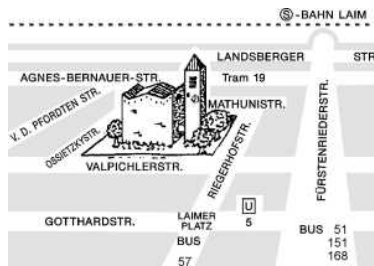 Ⓢ-BAHN LAIM
LANDSBERGER STR
AGNES-BERNAUER-STR.
Tram 19
MATHUNISTR.
V. D. PFORDTEN STR.
OSSIETZKYSTR.
VALPICHLERSTR.
RIEGERHOFSTR.
FÜRSTENRIEDERSTR.
GOTTHARDSTR.
LAIMER
PLATZ
U
5
BUS
57
BUS 51
151
168